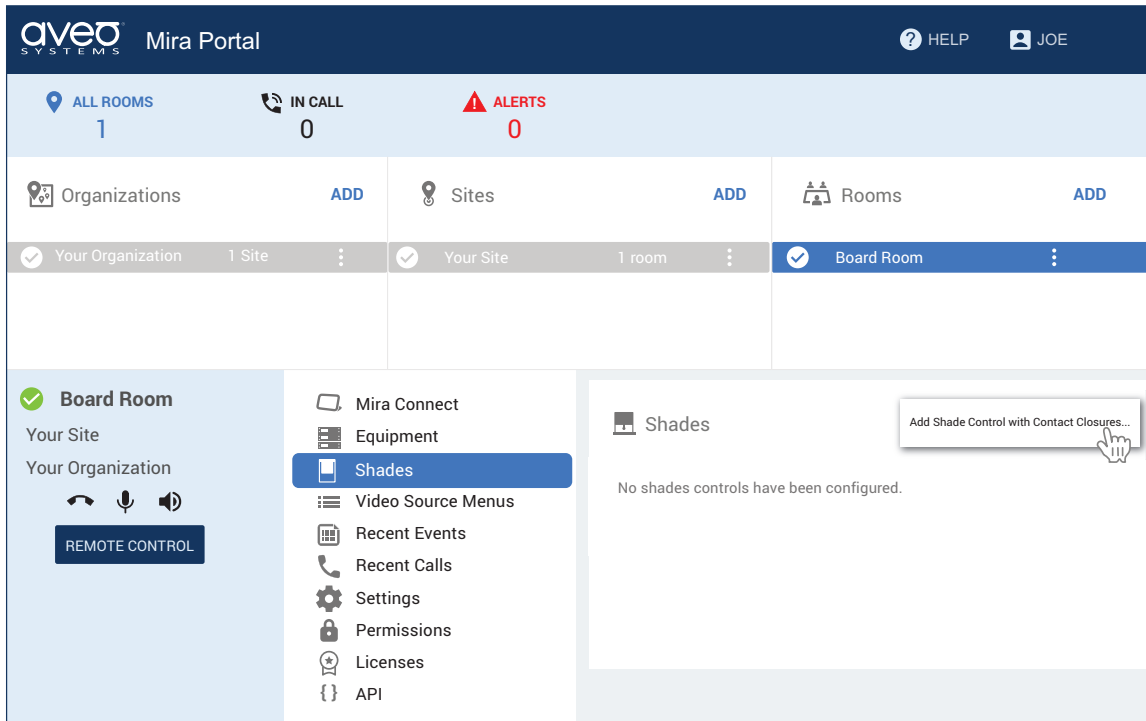 aveo
SYSTEMS
Mira Portal
? HELP
JOE
ALL ROOMS
1
IN CALL
0
ALERTS
0
Organizations
ADD
Sites
ADD
Rooms
ADD
Your Organization 1 Site
Your Site 1 room
Board Room
Board Room
Your Site
Your Organization
REMOTE CONTROL
Mira Connect
Equipment
Shades
Video Source Menus
Recent Events
Recent Calls
Settings
Permissions
Licenses
{ } API
Shades
Add Shade Control with Contact Closures...
No shades controls have been configured.